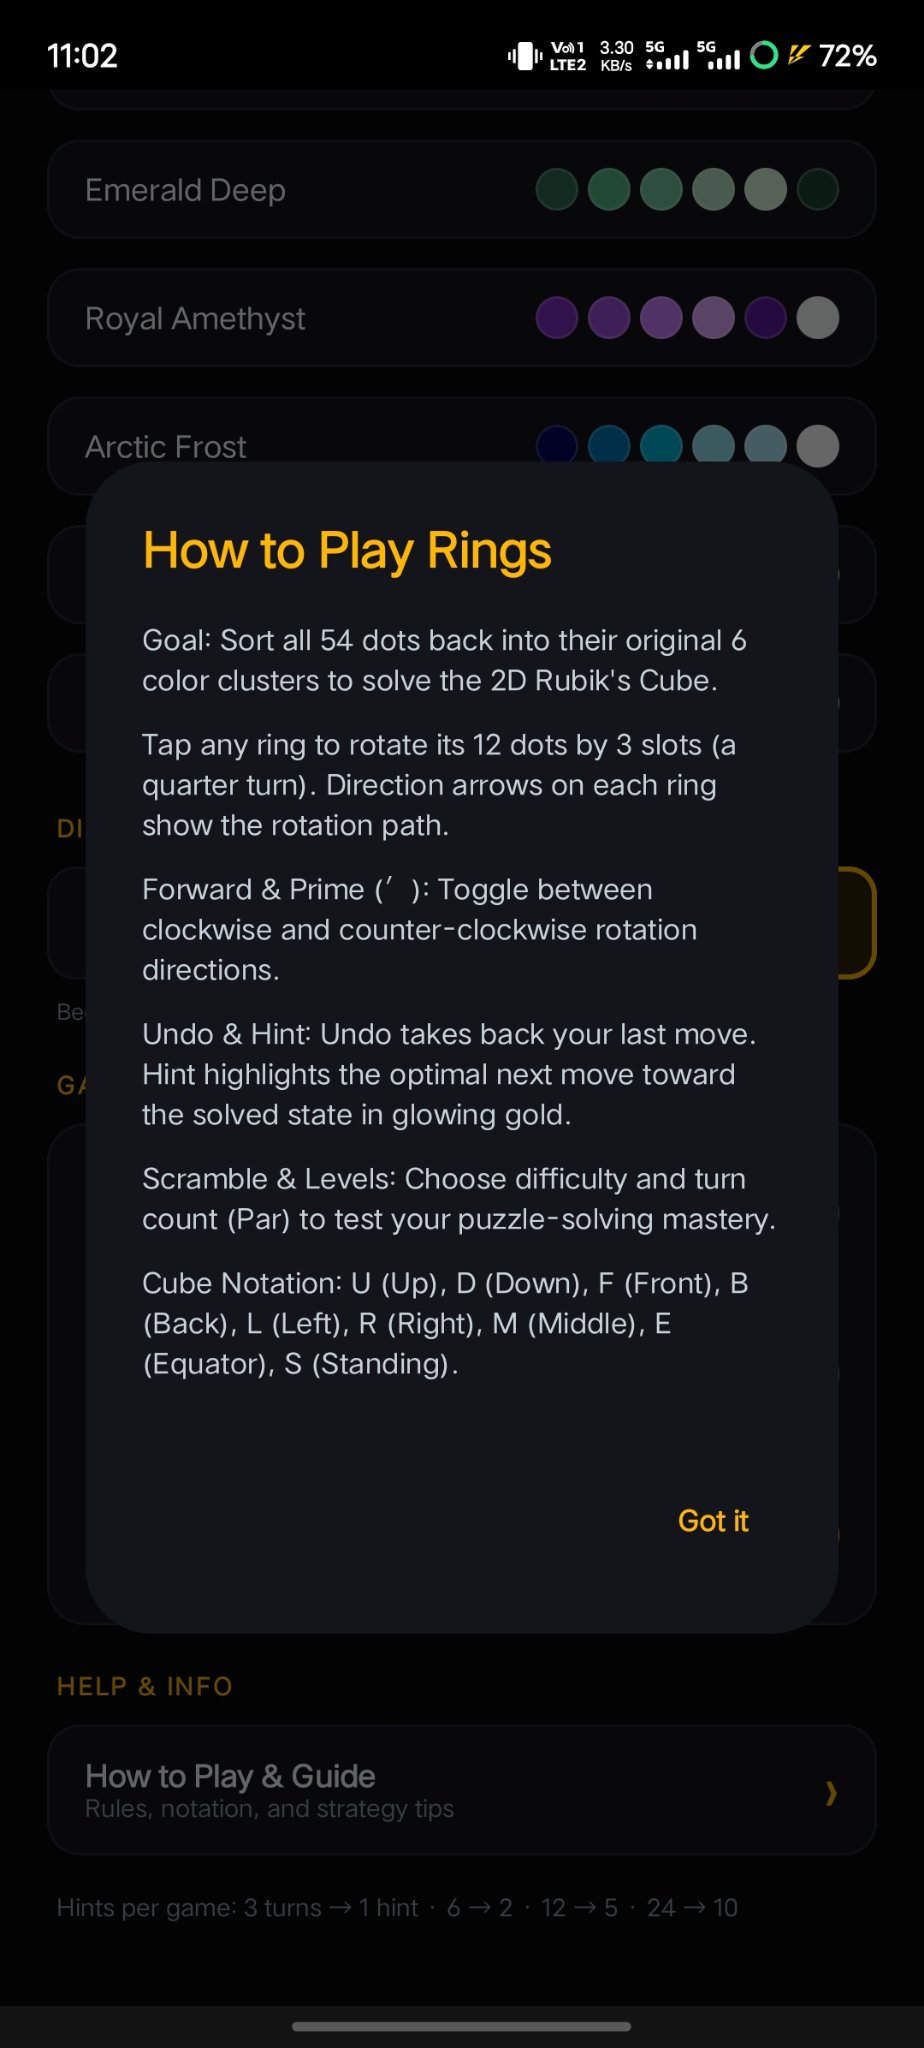 11:02
Vo)) 1
LTE2
3.30
KB/s
5G
5G
72%
Emerald Deep
Royal Amethyst
Arctic Frost
How to Play Rings
Goal: Sort all 54 dots back into their original 6
color clusters to solve the 2D Rubik's Cube.
Tap any ring to rotate its 12 dots by 3 slots (a
quarter turn). Direction arrows on each ring
show the rotation path.
Forward & Prime (′ ): Toggle between
clockwise and counter-clockwise rotation
directions.
Undo & Hint: Undo takes back your last move.
Hint highlights the optimal next move toward
the solved state in glowing gold.
Scramble & Levels: Choose difficulty and turn
count (Par) to test your puzzle-solving mastery.
Cube Notation: U (Up), D (Down), F (Front), B
(Back), L (Left), R (Right), M (Middle), E
(Equator), S (Standing).
Got it
HELP & INFO
How to Play & Guide
Rules, notation, and strategy tips
Hints per game: 3 turns → 1 hint · 6 → 2 · 12 → 5 · 24 → 10